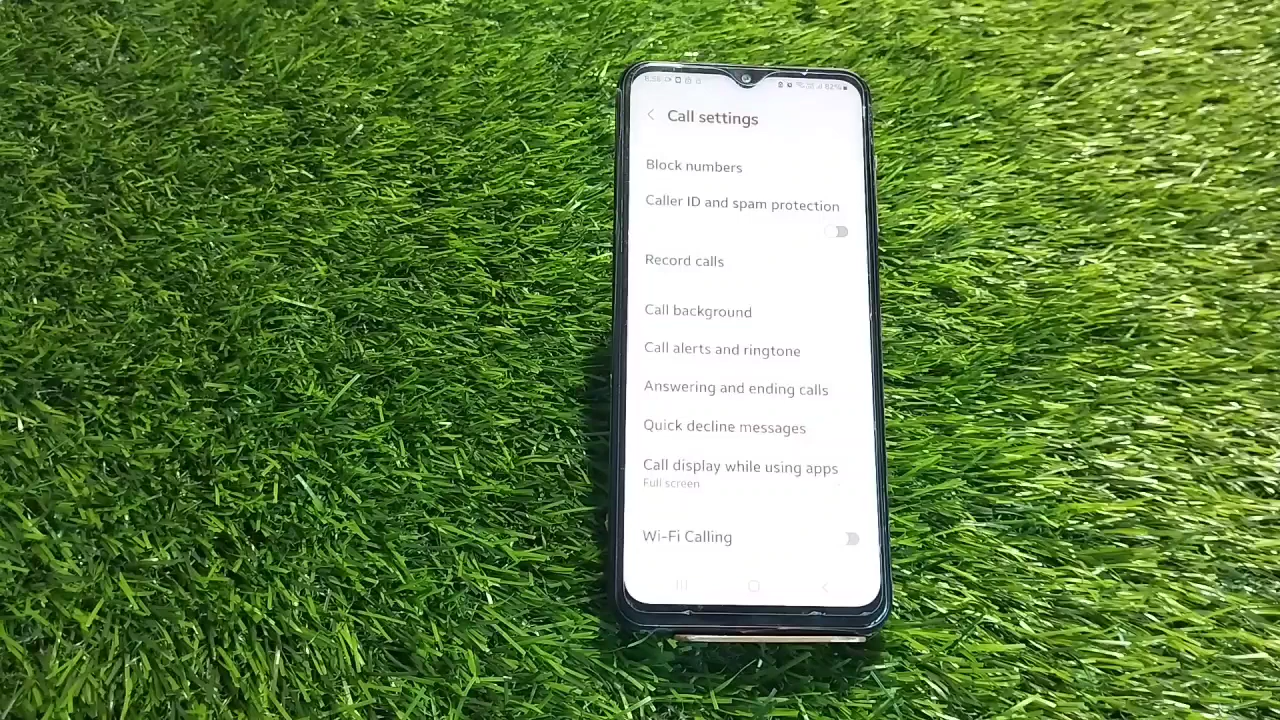 Call settings
Block numbers
Caller ID and spam protection
Record calls
Call background
Call alerts and ringtone
Answering and ending calls
Quick decline messages
Call display while using apps
Full screen
Wi-Fi Calling